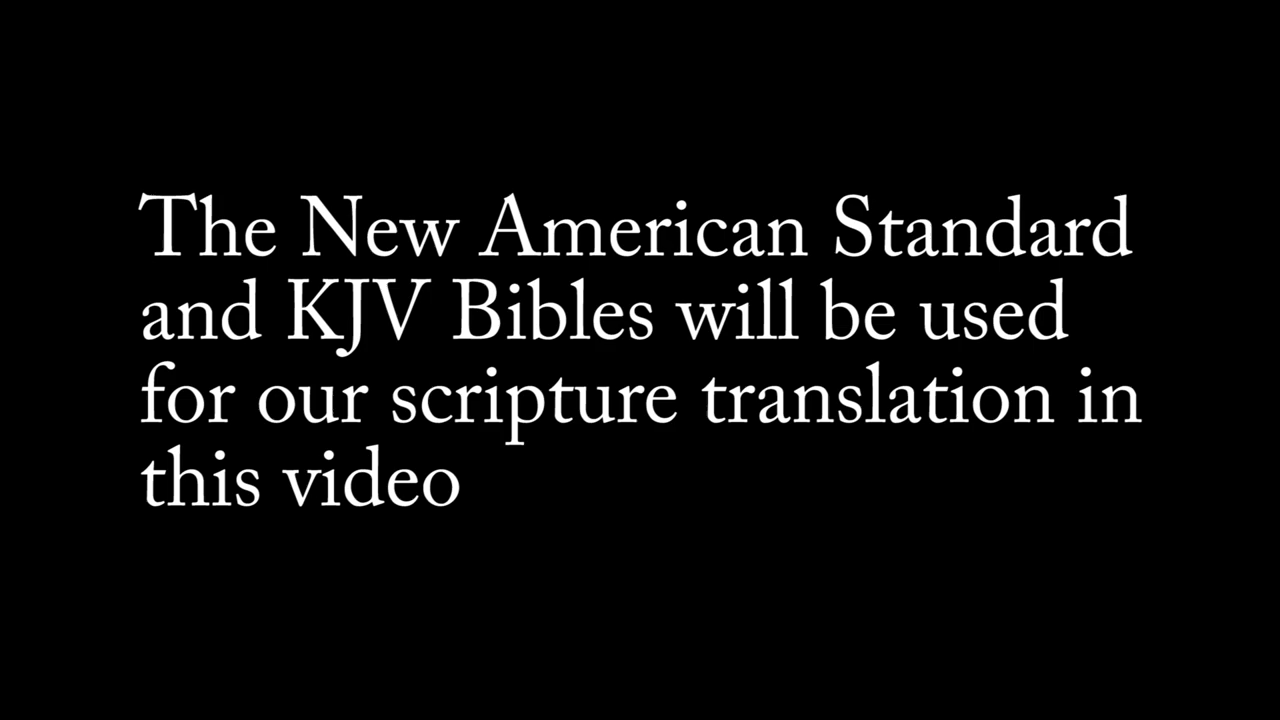 The New American Standard
and KJV Bibles will be used
for our scripture translation in
this video